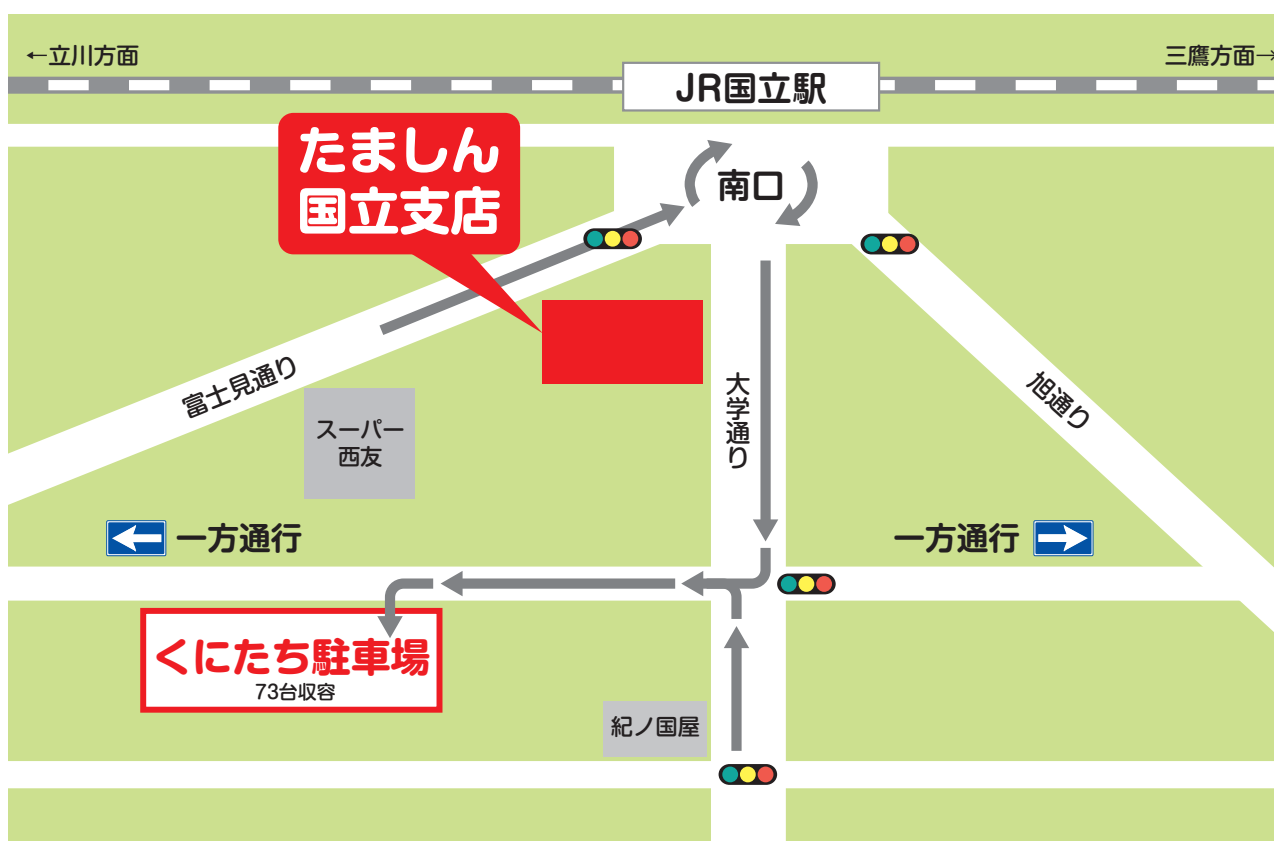 ←立川方面
三鷹方面→
JR国立駅
たましん
国立支店
南口
富士見通り
大学通り
旭通り
スーパー
西友
一方通行
一方通行
くにたち駐車場
73台収容
紀ノ国屋